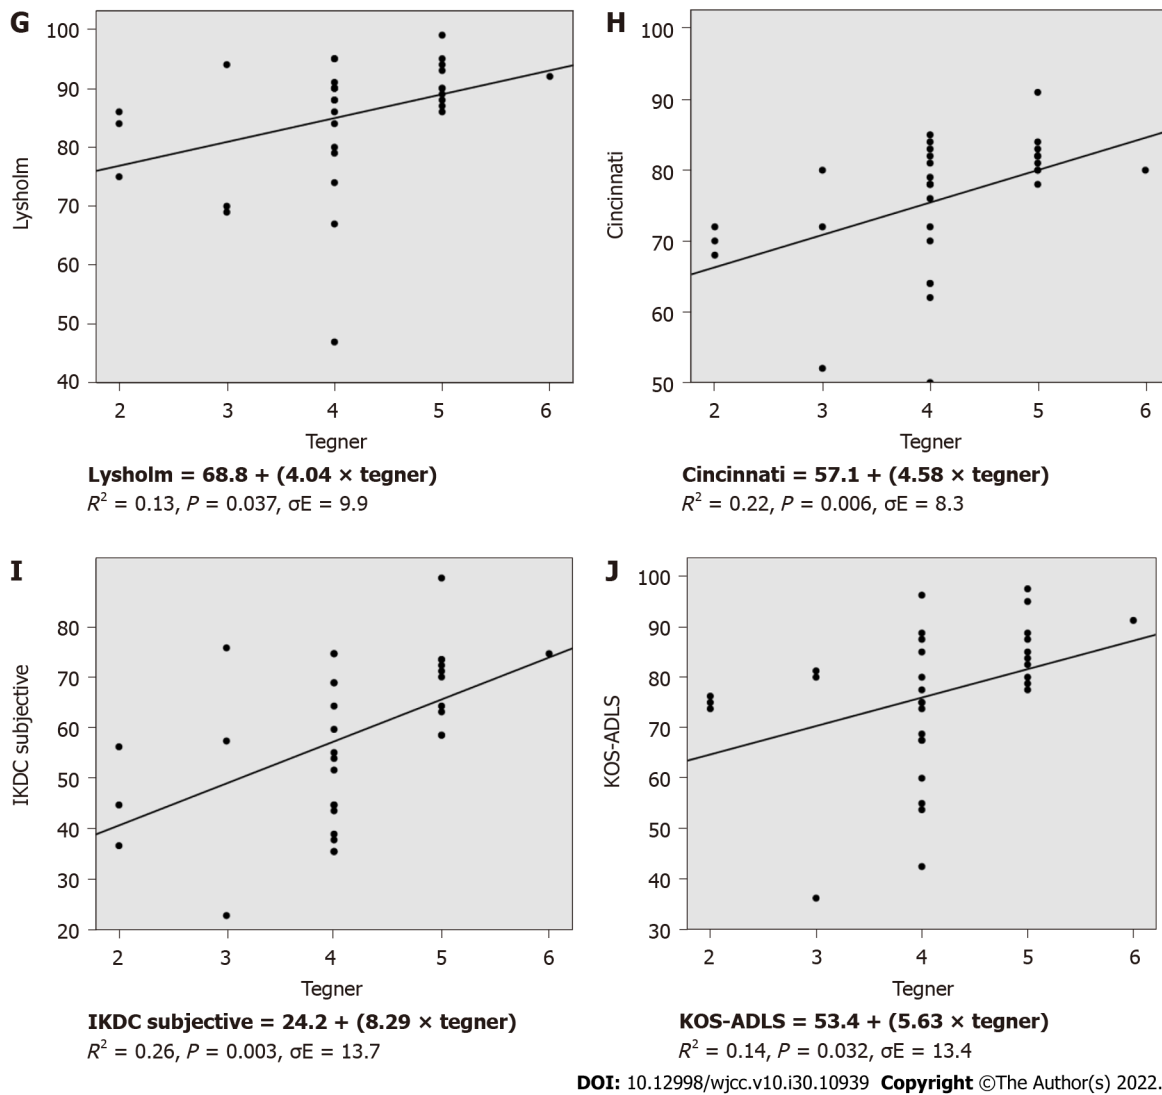 G
100
90
80
70
60
50
40
Lysholm
2 3 4 5 6
Tegner
Lysholm = 68.8 + (4.04 × tegner)
R² = 0.13, P = 0.037, σE = 9.9
H
100
90
80
70
60
50
Cincinnati
2 3 4 5 6
Tegner
Cincinnati = 57.1 + (4.58 × tegner)
R² = 0.22, P = 0.006, σE = 8.3
I
80
70
60
50
40
30
20
IKDC subjective
2 3 4 5 6
Tegner
IKDC subjective = 24.2 + (8.29 × tegner)
R² = 0.26, P = 0.003, σE = 13.7
J
100
90
80
70
60
50
40
30
KOS-ADLS
2 3 4 5 6
Tegner
KOS-ADLS = 53.4 + (5.63 × tegner)
R² = 0.14, P = 0.032, σE = 13.4
DOI: 10.12998/wjcc.v10.i30.10939 Copyright ©The Author(s) 2022.